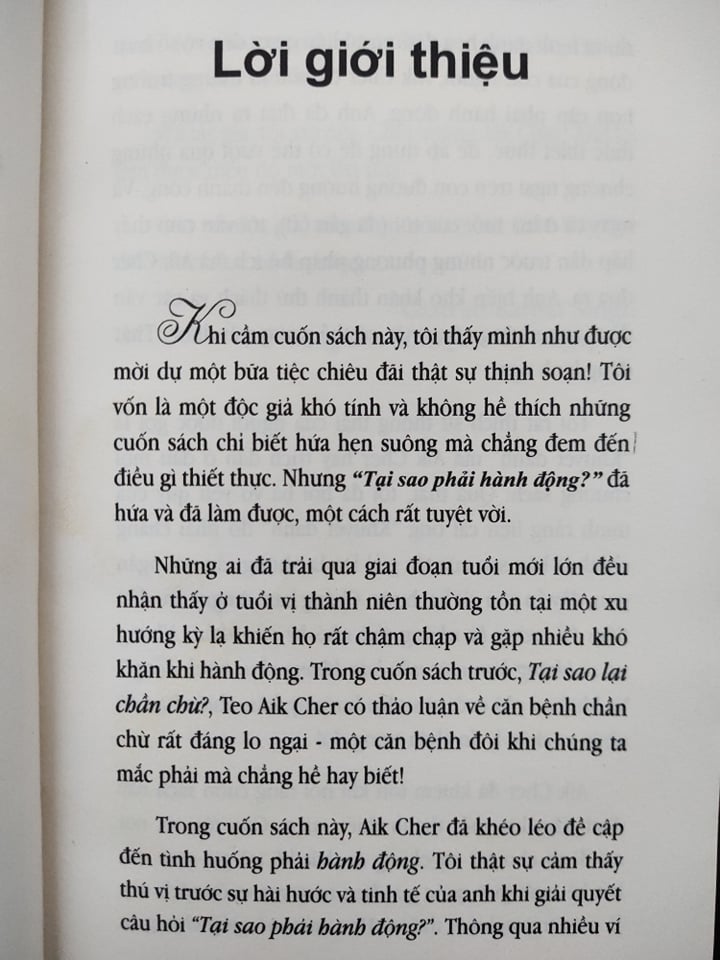 Lời giới thiệu
Khi cầm cuốn sách này, tôi thấy mình như được
mời dự một bữa tiệc chiêu đãi thật sự thịnh soạn! Tôi
vốn là một độc giả khó tính và không hề thích những
cuốn sách chỉ biết hứa hẹn suông mà chẳng đem đến
điều gì thiết thực. Nhưng “Tại sao phải hành động?” đã
hứa và đã làm được, một cách rất tuyệt vời.
Những ai đã trải qua giai đoạn tuổi mới lớn đều
nhận thấy ở tuổi vị thành niên thường tồn tại một xu
hướng kỳ lạ khiến họ rất chậm chạp và gặp nhiều khó
khăn khi hành động. Trong cuốn sách trước, Tại sao lại
chần chừ?, Teo Aik Cher có thảo luận về căn bệnh chần
chừ rất đáng lo ngại - một căn bệnh đôi khi chúng ta
mắc phải mà chẳng hề hay biết!
Trong cuốn sách này, Aik Cher đã khéo léo đề cập
đến tình huống phải hành động. Tôi thật sự cảm thấy
thú vị trước sự hài hước và tinh tế của anh khi giải quyết
câu hỏi “Tại sao phải hành động?”. Thông qua nhiều ví